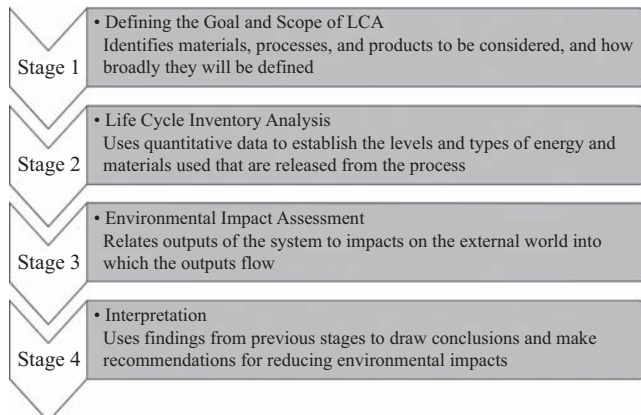 Stage 1
• Defining the Goal and Scope of LCA
Identifies materials, processes, and products to be considered, and how
broadly they will be defined
Stage 2
• Life Cycle Inventory Analysis
Uses quantitative data to establish the levels and types of energy and
materials used that are released from the process
Stage 3
• Environmental Impact Assessment
Relates outputs of the system to impacts on the external world into
which the outputs flow
Stage 4
• Interpretation
Uses findings from previous stages to draw conclusions and make
recommendations for reducing environmental impacts